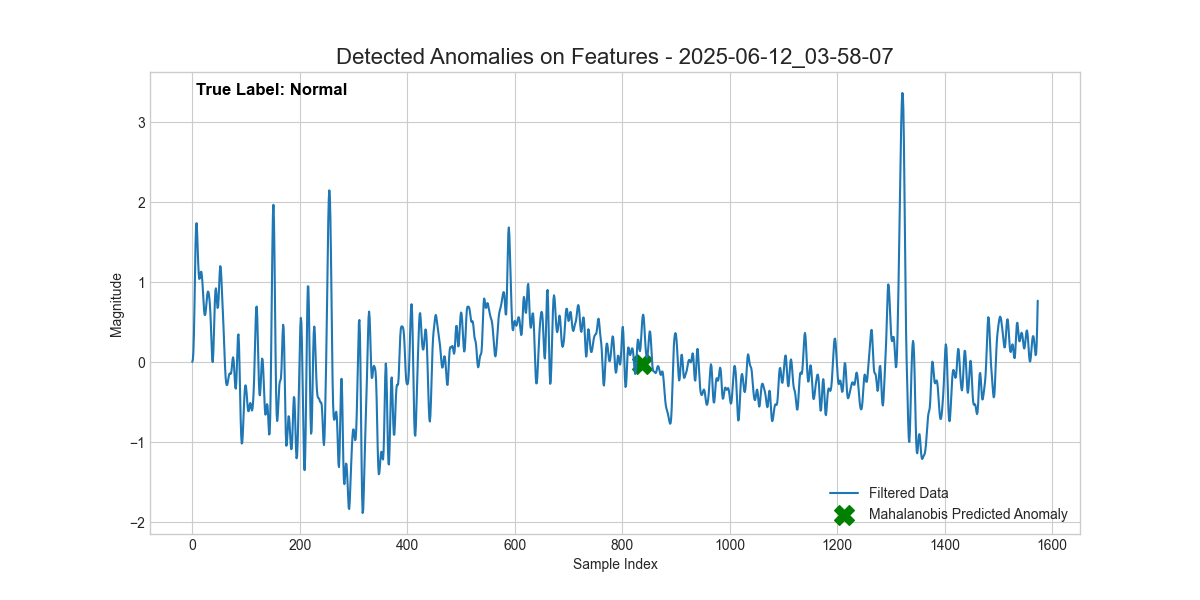 Detected Anomalies on Features - 2025-06-12_03-58-07
True Label: Normal
3
2
1
0
−1
−2
Magnitude
0 200 400 600 800 1000 1200 1400 1600
Sample Index
Filtered Data
Mahalanobis Predicted Anomaly